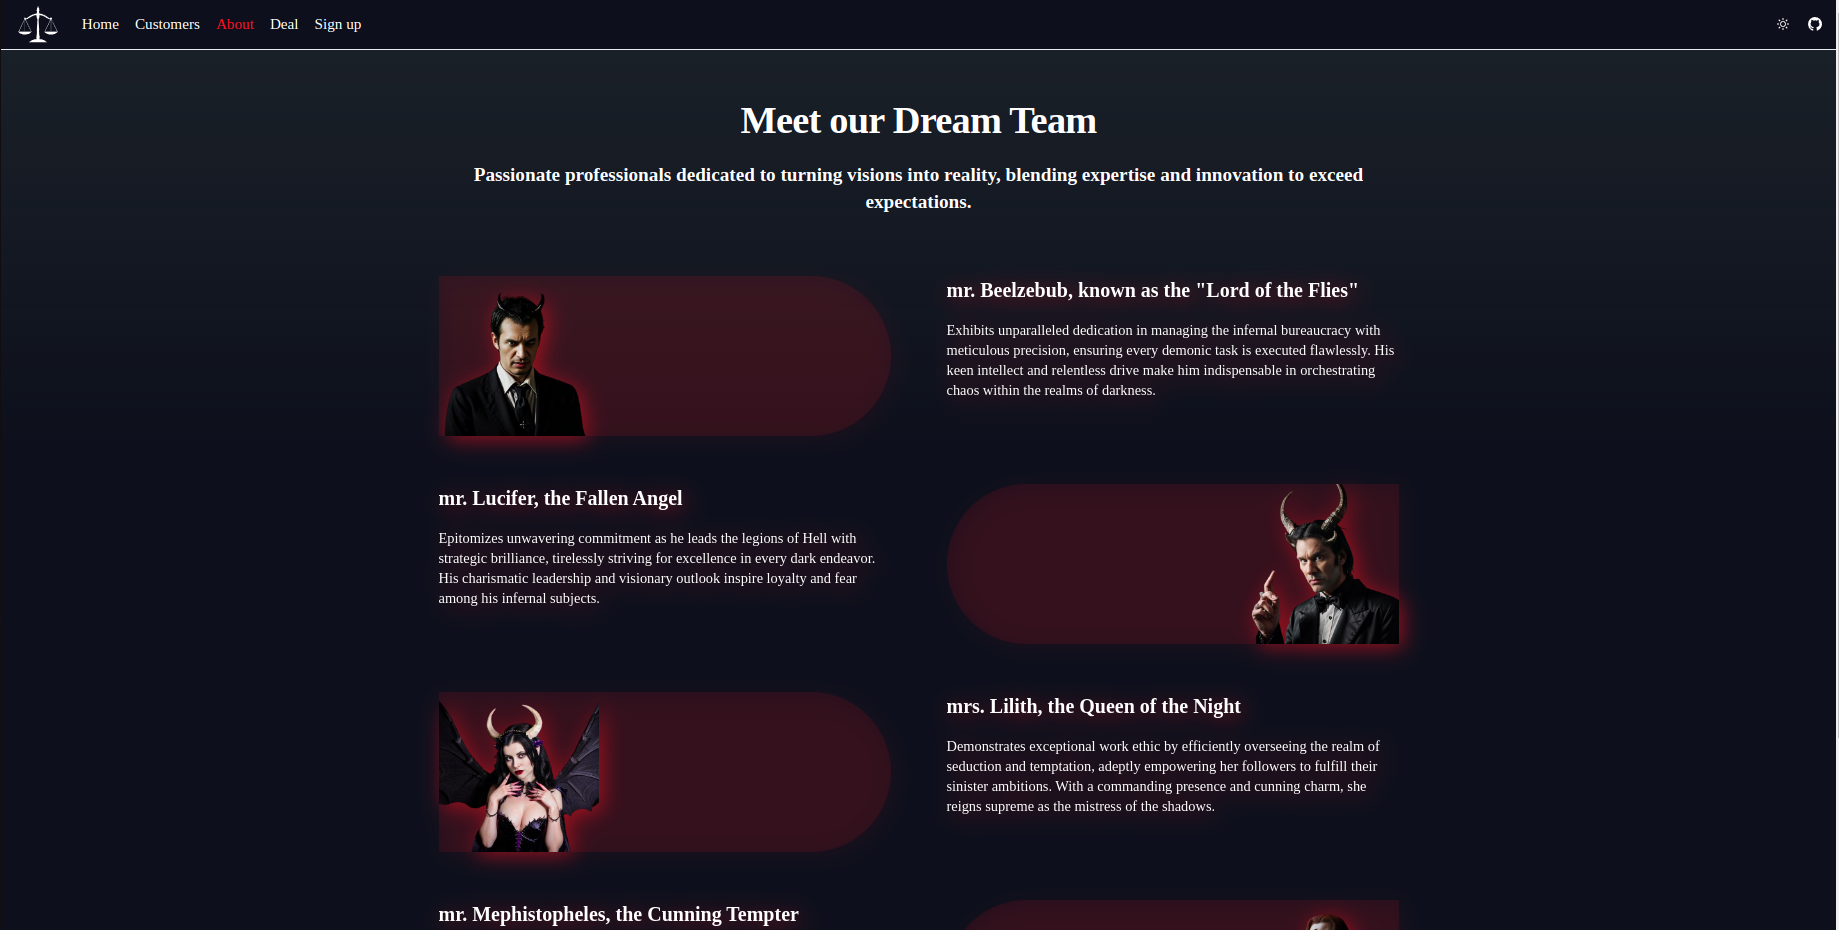 Home Customers About Deal Sign up
Meet our Dream Team
Passionate professionals dedicated to turning visions into reality, blending expertise and innovation to exceed
expectations.
mr. Beelzebub, known as the "Lord of the Flies"
Exhibits unparalleled dedication in managing the infernal bureaucracy with
meticulous precision, ensuring every demonic task is executed flawlessly. His
keen intellect and relentless drive make him indispensable in orchestrating
chaos within the realms of darkness.
mr. Lucifer, the Fallen Angel
Epitomizes unwavering commitment as he leads the legions of Hell with
strategic brilliance, tirelessly striving for excellence in every dark endeavor.
His charismatic leadership and visionary outlook inspire loyalty and fear
among his infernal subjects.
mrs. Lilith, the Queen of the Night
Demonstrates exceptional work ethic by efficiently overseeing the realm of
seduction and temptation, adeptly empowering her followers to fulfill their
sinister ambitions. With a commanding presence and cunning charm, she
reigns supreme as the mistress of the shadows.
mr. Mephistopheles, the Cunning Tempter